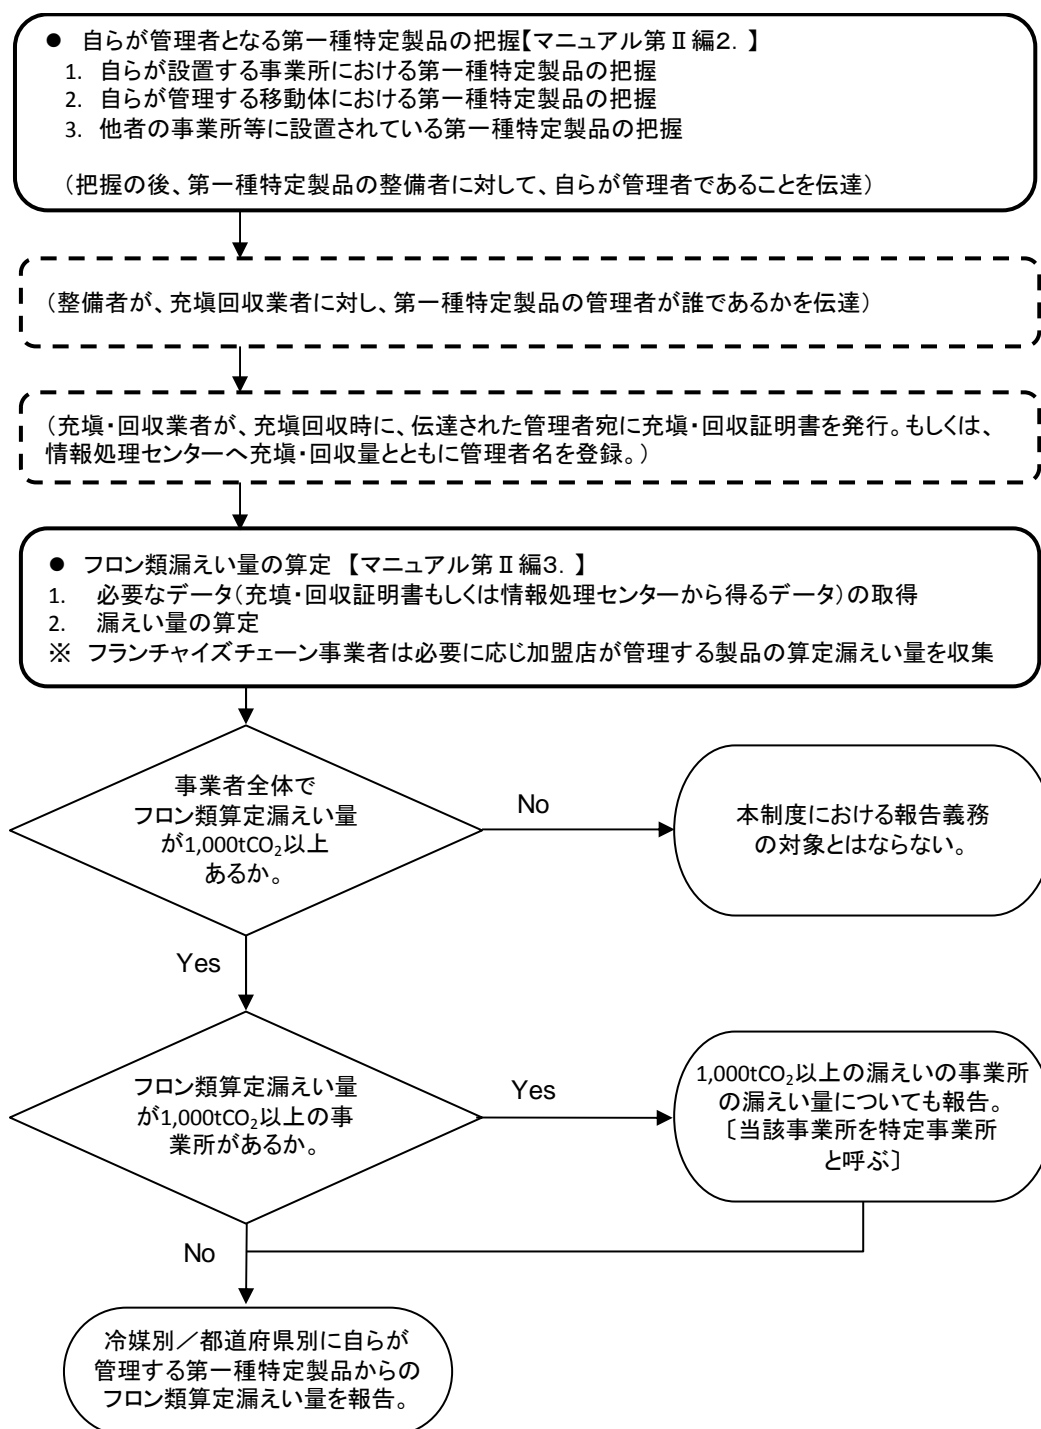 ● 自らが管理者となる第一種特定製品の把握【マニュアル第Ⅱ編2．】
1. 自らが設置する事業所における第一種特定製品の把握
2. 自らが管理する移動体における第一種特定製品の把握
3. 他者の事業所等に設置されている第一種特定製品の把握
（把握の後、第一種特定製品の整備者に対して、自らが管理者であることを伝達）
（整備者が、充塡回収業者に対し、第一種特定製品の管理者が誰であるかを伝達）
（充塡・回収業者が、充塡回収時に、伝達された管理者宛に充塡・回収証明書を発行。もしくは、
情報処理センターへ充塡・回収量とともに管理者名を登録。）
● フロン類漏えい量の算定 【マニュアル第Ⅱ編3．】
1. 必要なデータ（充塡・回収証明書もしくは情報処理センターから得るデータ）の取得
2. 漏えい量の算定
※ フランチャイズチェーン事業者は必要に応じ加盟店が管理する製品の算定漏えい量を収集
事業者全体で
フロン類算定漏えい量
が1,000tCO₂以上
あるか。
No
本制度における報告義務
の対象とはならない。
Yes
フロン類算定漏えい量
が1,000tCO₂以上の事
業所があるか。
Yes
1,000tCO₂以上の漏えいの事業所
の漏えい量についても報告。
〔当該事業所を特定事業所
と呼ぶ〕
No
冷媒別／都道府県別に自らが
管理する第一種特定製品からの
フロン類算定漏えい量を報告。